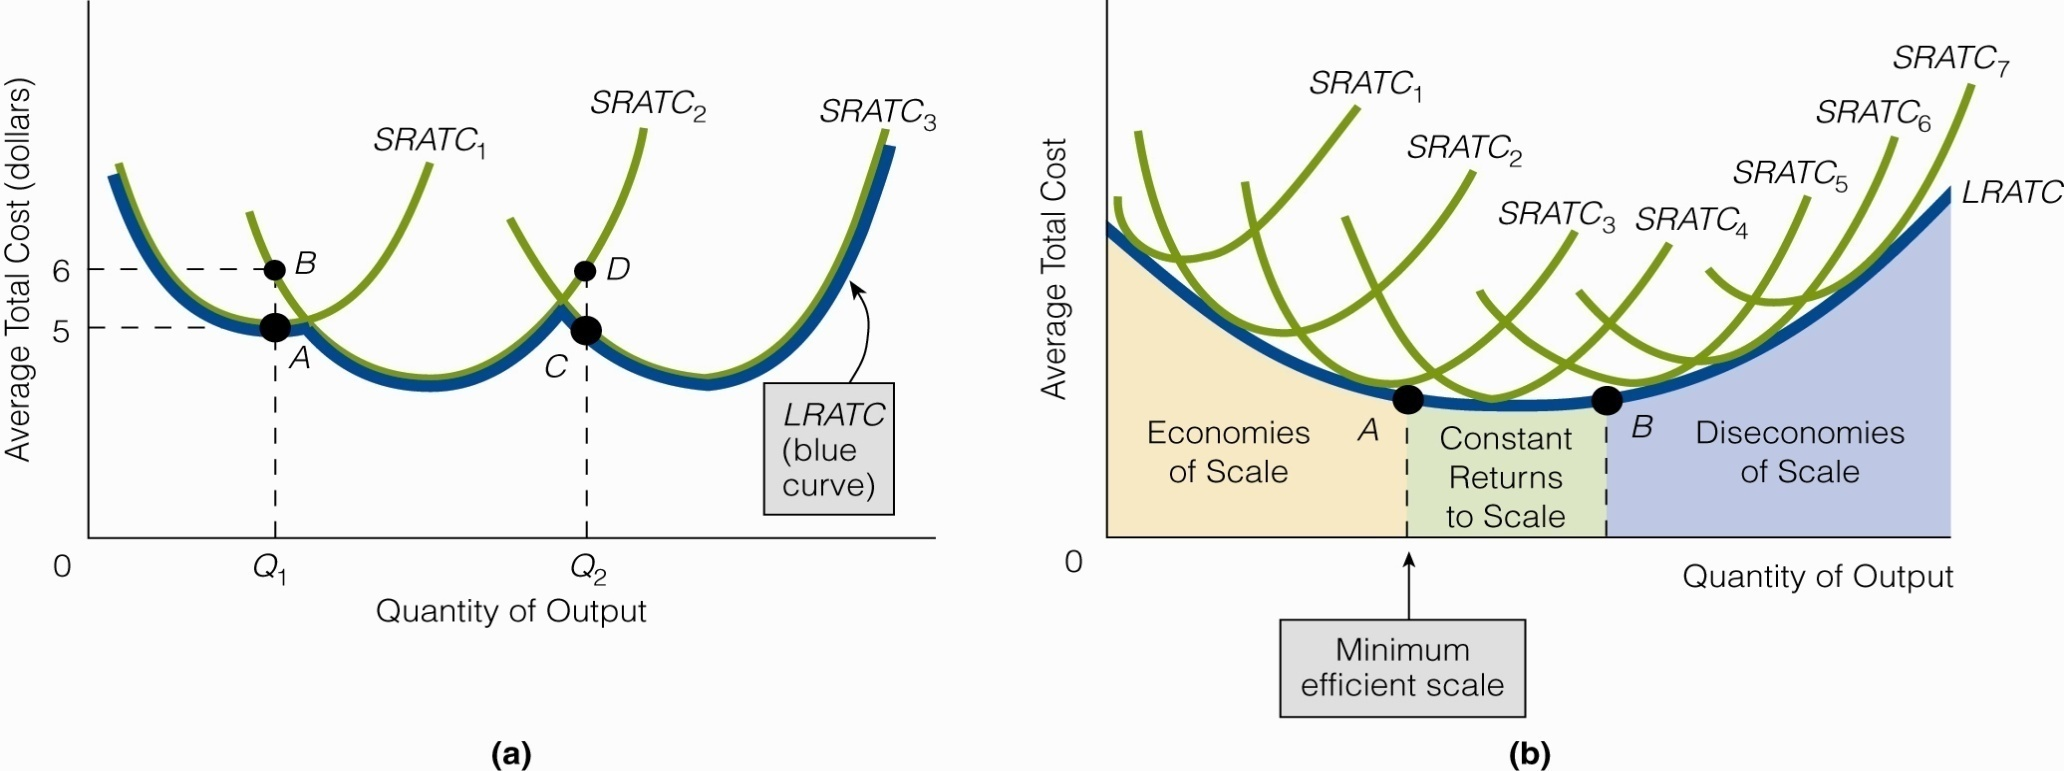 Average Total Cost (dollars)
SRATC1
SRATC2
SRATC3
6
5
B
A
D
C
LRATC
(blue
curve)
0
Q1
Q2
Quantity of Output
(a)
Average Total Cost
SRATC1
SRATC2
SRATC3
SRATC4
SRATC5
SRATC6
SRATC7
LRATC
Economies
of Scale
A
Constant
Returns
to Scale
B
Diseconomies
of Scale
0
Quantity of Output
Minimum
efficient scale
(b)